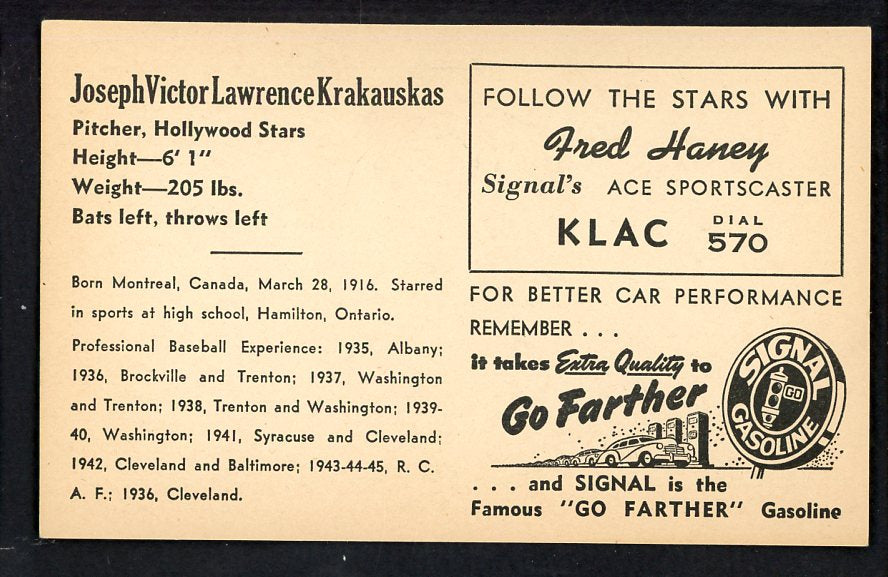 JosephVictorLawrenceKrakauskas
Pitcher, Hollywood Stars
Height—6' 1"
Weight—205 lbs.
Bats left, throws left
Born Montreal, Canada, March 28, 1916. Starred
in sports at high school, Hamilton, Ontario.
Professional Baseball Experience: 1935, Albany;
1936, Brockville and Trenton; 1937, Washington
and Trenton; 1938, Trenton and Washington; 1939-
40, Washington; 1941, Syracuse and Cleveland;
1942, Cleveland and Baltimore; 1943-44-45, R. C.
A. F.; 1936, Cleveland.
FOLLOW THE STARS WITH
Fred Haney
Signal's ACE SPORTSCASTER
KLAC DIAL
570
FOR BETTER CAR PERFORMANCE
REMEMBER . . .
it takes Extra Quality to
Go Farther
SIGNAL
GO
GASOLINE
. . . and SIGNAL is the
Famous "GO FARTHER" Gasoline